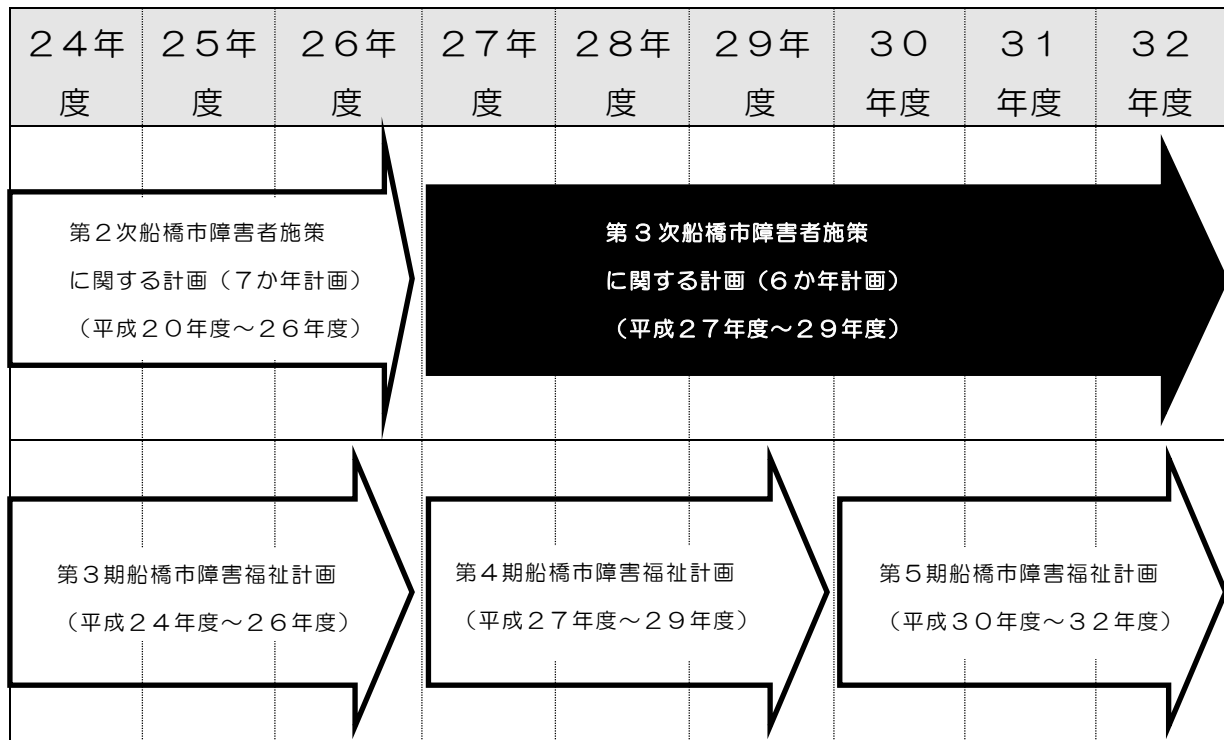 ２４年度
２５年度
２６年度
２７年度
２８年度
２９年度
３０年度
３１年度
３２年度
第２次船橋市障害者施策
に関する計画（７か年計画）
（平成２０年度～２６年度）
第３次船橋市障害者施策
に関する計画（６か年計画）
（平成２７年度～２９年度）
第３期船橋市障害福祉計画
（平成２４年度～２６年度）
第４期船橋市障害福祉計画
（平成２７年度～２９年度）
第５期船橋市障害福祉計画
（平成３０年度～３２年度）